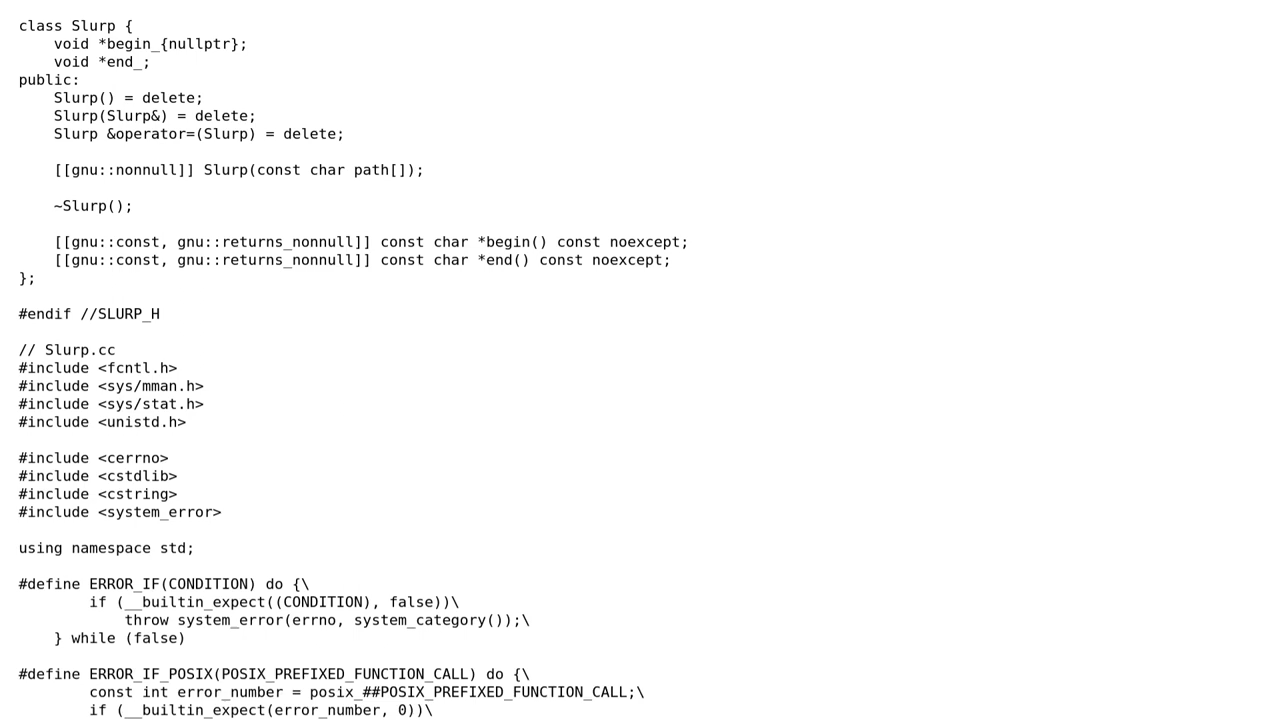 class Slurp {
    void *begin_{nullptr};
    void *end_;
public:
    Slurp() = delete;
    Slurp(Slurp&) = delete;
    Slurp &operator=(Slurp) = delete;

    [[gnu::nonnull]] Slurp(const char path[]);

    ~Slurp();

    [[gnu::const, gnu::returns_nonnull]] const char *begin() const noexcept;
    [[gnu::const, gnu::returns_nonnull]] const char *end() const noexcept;
};

#endif //SLURP_H

// Slurp.cc
#include <fcntl.h>
#include <sys/mman.h>
#include <sys/stat.h>
#include <unistd.h>

#include <cerrno>
#include <cstdlib>
#include <cstring>
#include <system_error>

using namespace std;

#define ERROR_IF(CONDITION) do {\
        if (__builtin_expect((CONDITION), false))\
            throw system_error(errno, system_category());\
    } while (false)

#define ERROR_IF_POSIX(POSIX_PREFIXED_FUNCTION_CALL) do {\
        const int error_number = posix_##POSIX_PREFIXED_FUNCTION_CALL;\
        if (__builtin_expect(error_number, 0))\